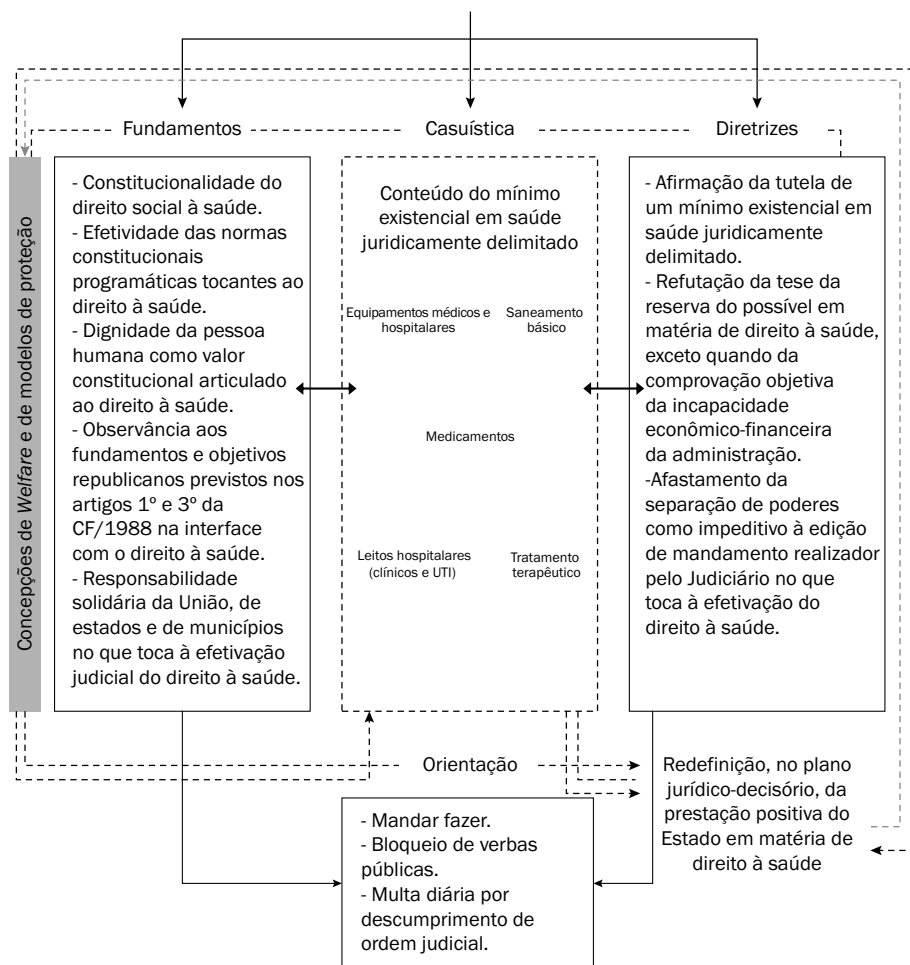 Fundamentos
Casuística
Diretrizes
Concepções de Welfare e de modelos de proteção
- Constitucionalidade do
direito social à saúde.
- Efetividade das normas
constitucionais
programáticas tocantes ao
direito à saúde.
- Dignidade da pessoa
humana como valor
constitucional articulado
ao direito à saúde.
- Observância aos
fundamentos e objetivos
republicanos previstos nos
artigos 1º e 3º da
CF/1988 na interface
com o direito à saúde.
- Responsabilidade
solidária da União, de
estados e de municípios
no que toca à efetivação
judicial do direito à saúde.
Conteúdo do mínimo
existencial em saúde
juridicamente delimitado
Equipamentos médicos e
hospitalares
Saneamento
básico
Medicamentos
Leitos hospitalares
(clínicos e UTI)
Tratamento
terapêutico
- Afirmação da tutela de
um mínimo existencial em
saúde juridicamente
delimitado.
- Refutação da tese da
reserva do possível em
matéria de direito à saúde,
exceto quando da
comprovação objetiva
da incapacidade
econômico-financeira
da administração.
-Afastamento da
separação de poderes
como impeditivo à edição
de mandamento realizador
pelo Judiciário no que
toca à efetivação do
direito à saúde.
Orientação
Redefinição, no plano
jurídico-decisório, da
prestação positiva do
Estado em matéria de
direito à saúde
- Mandar fazer.
- Bloqueio de verbas
públicas.
- Multa diária por
descumprimento de
ordem judicial.